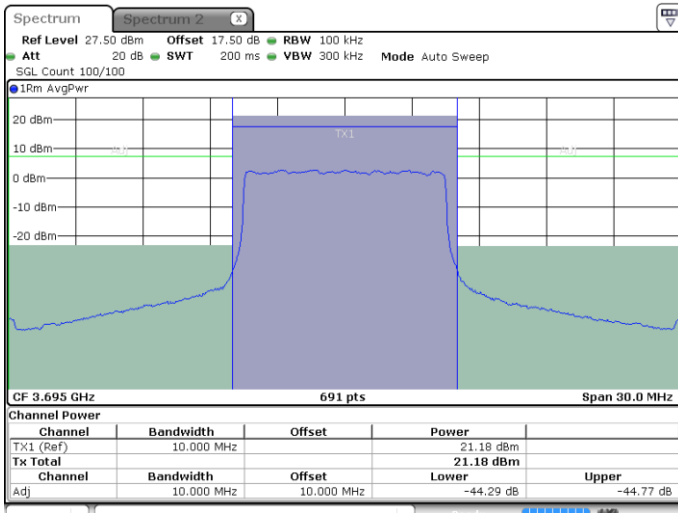 Spectrum Spectrum 2 X
Ref Level 27.50 dBm Offset 17.50 dB RBW 100 kHz
Att 20 dB SWT 200 ms VBW 300 kHz Mode Auto Sweep
SGL Count 100/100
1Rm AvgPwr
20 dBm
TX1
10 dBm Adj Adj
0 dBm
-10 dBm
-20 dBm
CF 3.695 GHz 691 pts Span 30.0 MHz
Channel Power
Channel Bandwidth Offset Power
TX1 (Ref) 10.000 MHz 21.18 dBm
Tx Total 21.18 dBm
Channel Bandwidth Offset Lower Upper
Adj 10.000 MHz 10.000 MHz -44.29 dB -44.77 dB